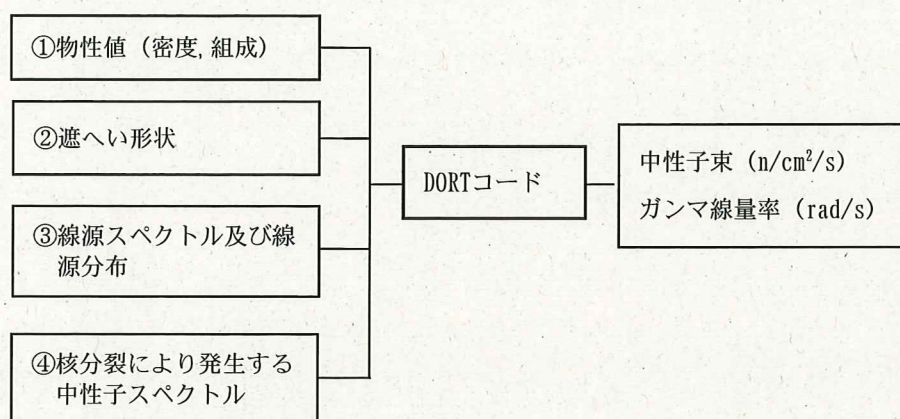 ①物性値（密度,組成）
②遮へい形状
③線源スペクトル及び線
源分布
④核分裂により発生する
中性子スペクトル
DORTコード
中性子束（n/cm²/s）
ガンマ線量率（rad/s）